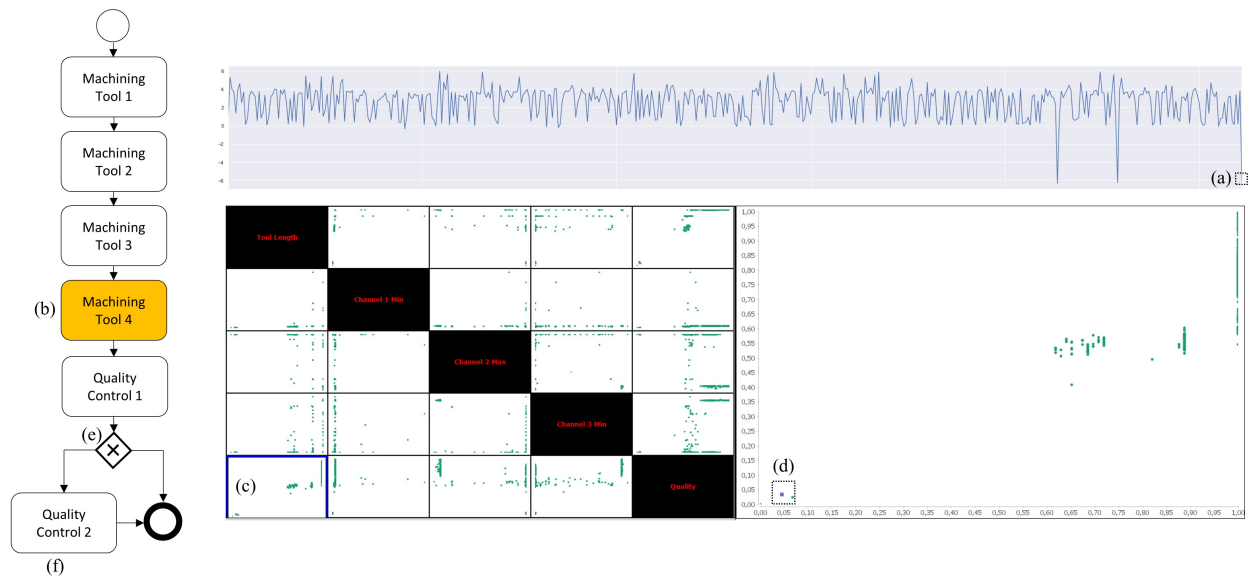 Machining
Tool 1
Machining
Tool 2
Machining
Tool 3
(b)
Machining
Tool 4
Quality
Control 1
(e)
Quality
Control 2
(f)
6
4
2
0
-2
-4
-6
(a)
Tool Length
Channel 1 Min
Channel 2 Max
Channel 3 Min
(c)
Quality
1,00
0,95
0,90
0,85
0,80
0,75
0,70
0,65
0,60
0,55
0,50
0,45
0,40
0,35
0,30
0,25
0,20
0,15
0,10
0,05
0,00
(d)
0,00 0,05 0,10 0,15 0,20 0,25 0,30 0,35 0,40 0,45 0,50 0,55 0,60 0,65 0,70 0,75 0,80 0,85 0,90 0,95 1,00